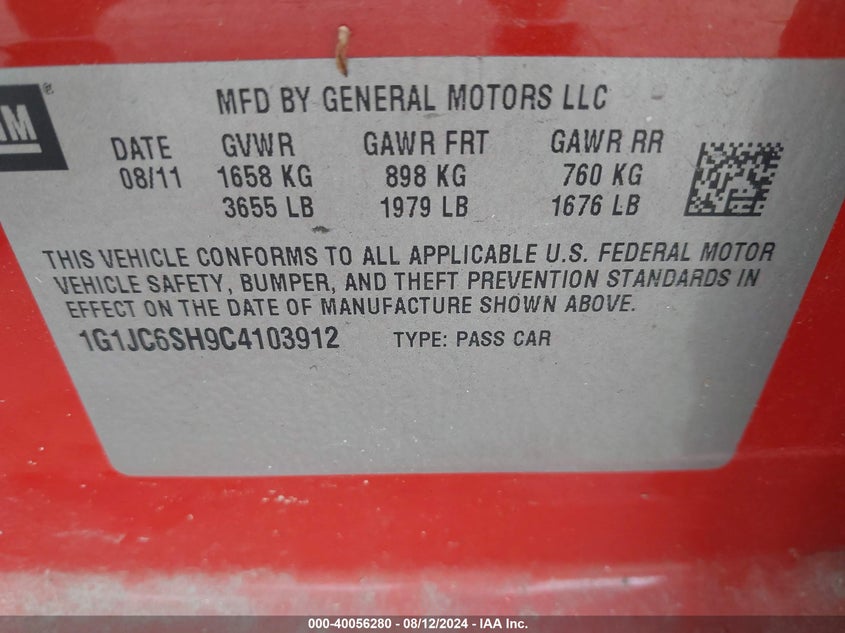 GM®
MFD BY GENERAL MOTORS LLC
DATE GVWR GAWR FRT GAWR RR
08/11 1658 KG 898 KG 760 KG
3655 LB 1979 LB 1676 LB
THIS VEHICLE CONFORMS TO ALL APPLICABLE U.S. FEDERAL MOTOR
VEHICLE SAFETY, BUMPER, AND THEFT PREVENTION STANDARDS IN
EFFECT ON THE DATE OF MANUFACTURE SHOWN ABOVE.
1G1JC6SH9C4103912 TYPE: PASS CAR
000-40056280 - 08/12/2024 - IAA Inc.